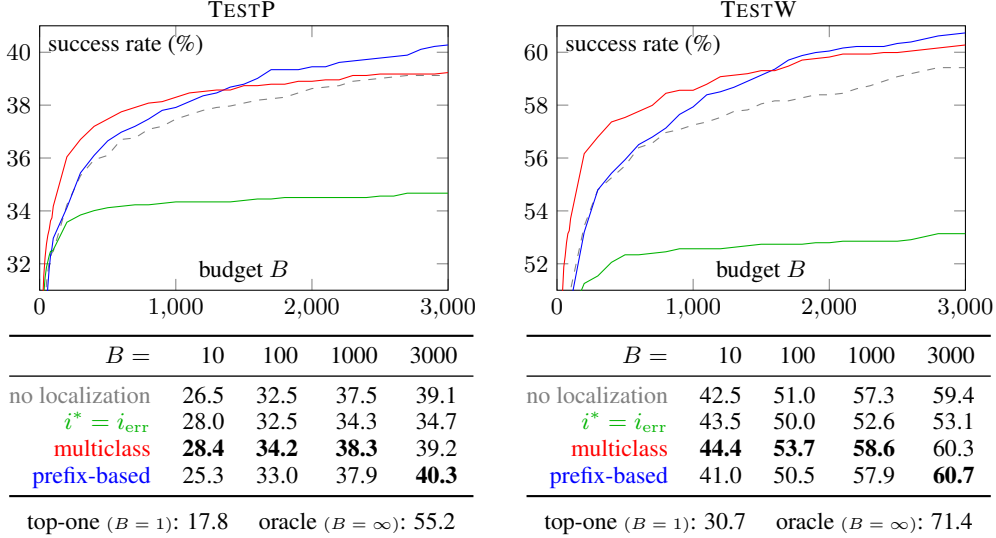 TESTP
success rate (%)
40
38
36
34
32
budget B
0 1,000 2,000 3,000
B = 10 100 1000 3000
no localization 26.5 32.5 37.5 39.1
i* = i_err 28.0 32.5 34.3 34.7
multiclass 28.4 34.2 38.3 39.2
prefix-based 25.3 33.0 37.9 40.3
top-one (B = 1): 17.8 oracle (B = ∞): 55.2
TESTW
success rate (%)
60
58
56
54
52
budget B
0 1,000 2,000 3,000
B = 10 100 1000 3000
no localization 42.5 51.0 57.3 59.4
i* = i_err 43.5 50.0 52.6 53.1
multiclass 44.4 53.7 58.6 60.3
prefix-based 41.0 50.5 57.9 60.7
top-one (B = 1): 30.7 oracle (B = ∞): 71.4